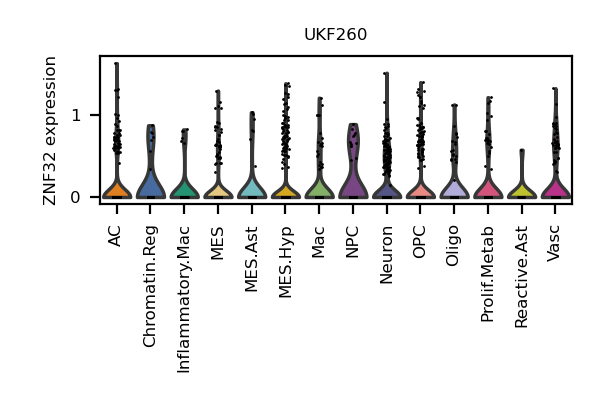 UKF260
ZNF32 expression
1
0
AC
Chromatin.Reg
Inflammatory.Mac
MES
MES.Ast
MES.Hyp
Mac
NPC
Neuron
OPC
Oligo
Prolif.Metab
Reactive.Ast
Vasc